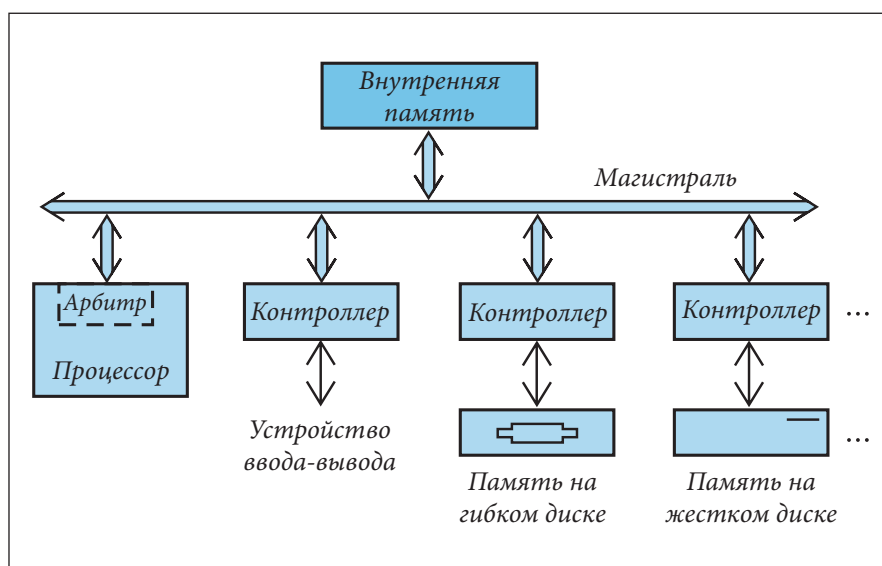 Внутренняя
память
Магистраль
Арбитр
Процессор
Контроллер
Контроллер
Контроллер
...
Устройство
ввода-вывода
Память на
гибком диске
...
Память на
жестком диске